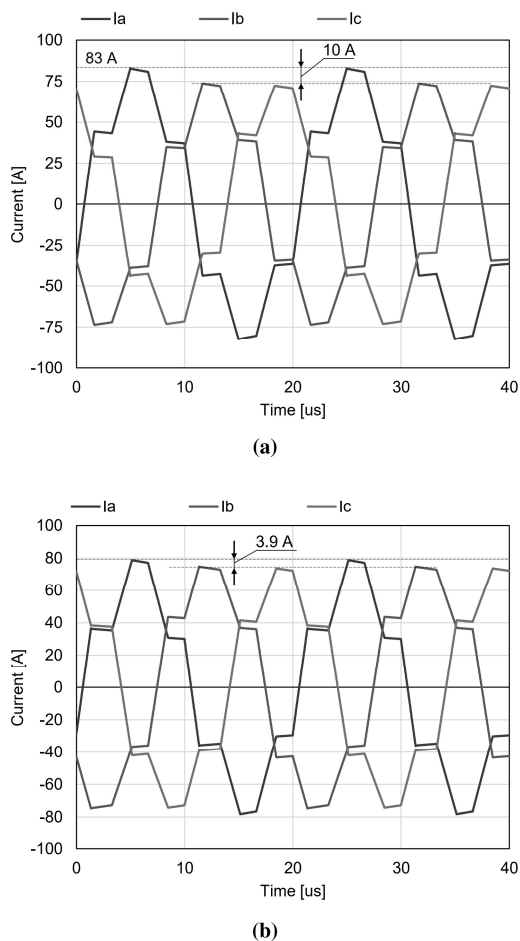 Ia Ib Ic
100
83 A
10 A
75
50
25
0
-25
-50
-75
-100
Current [A]
0 10 20 30 40
Time [us]
(a)
Ia Ib Ic
100
3.9 A
80
60
40
20
0
-20
-40
-60
-80
-100
Current [A]
0 10 20 30 40
Time [us]
(b)